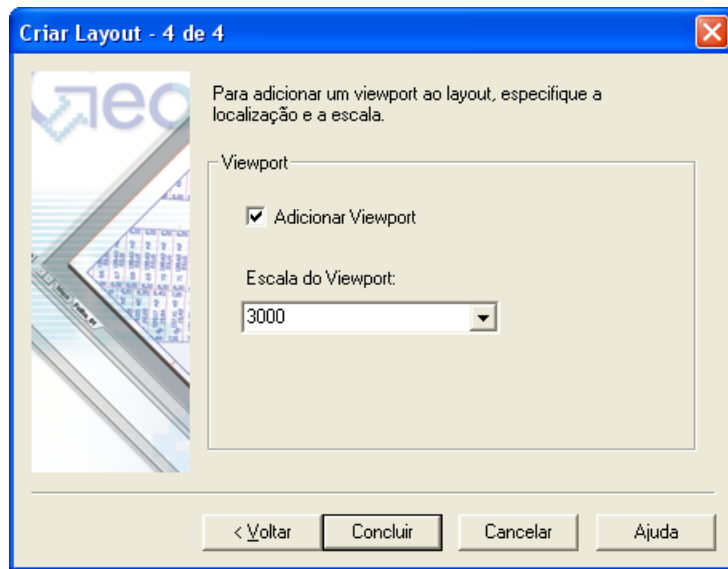 Criar Layout - 4 de 4
Geo
Para adicionar um viewport ao layout, especifique a
localização e a escala.
Viewport
Adicionar Viewport
Escala do Viewport:
3000
< Voltar
Concluir
Cancelar
Ajuda